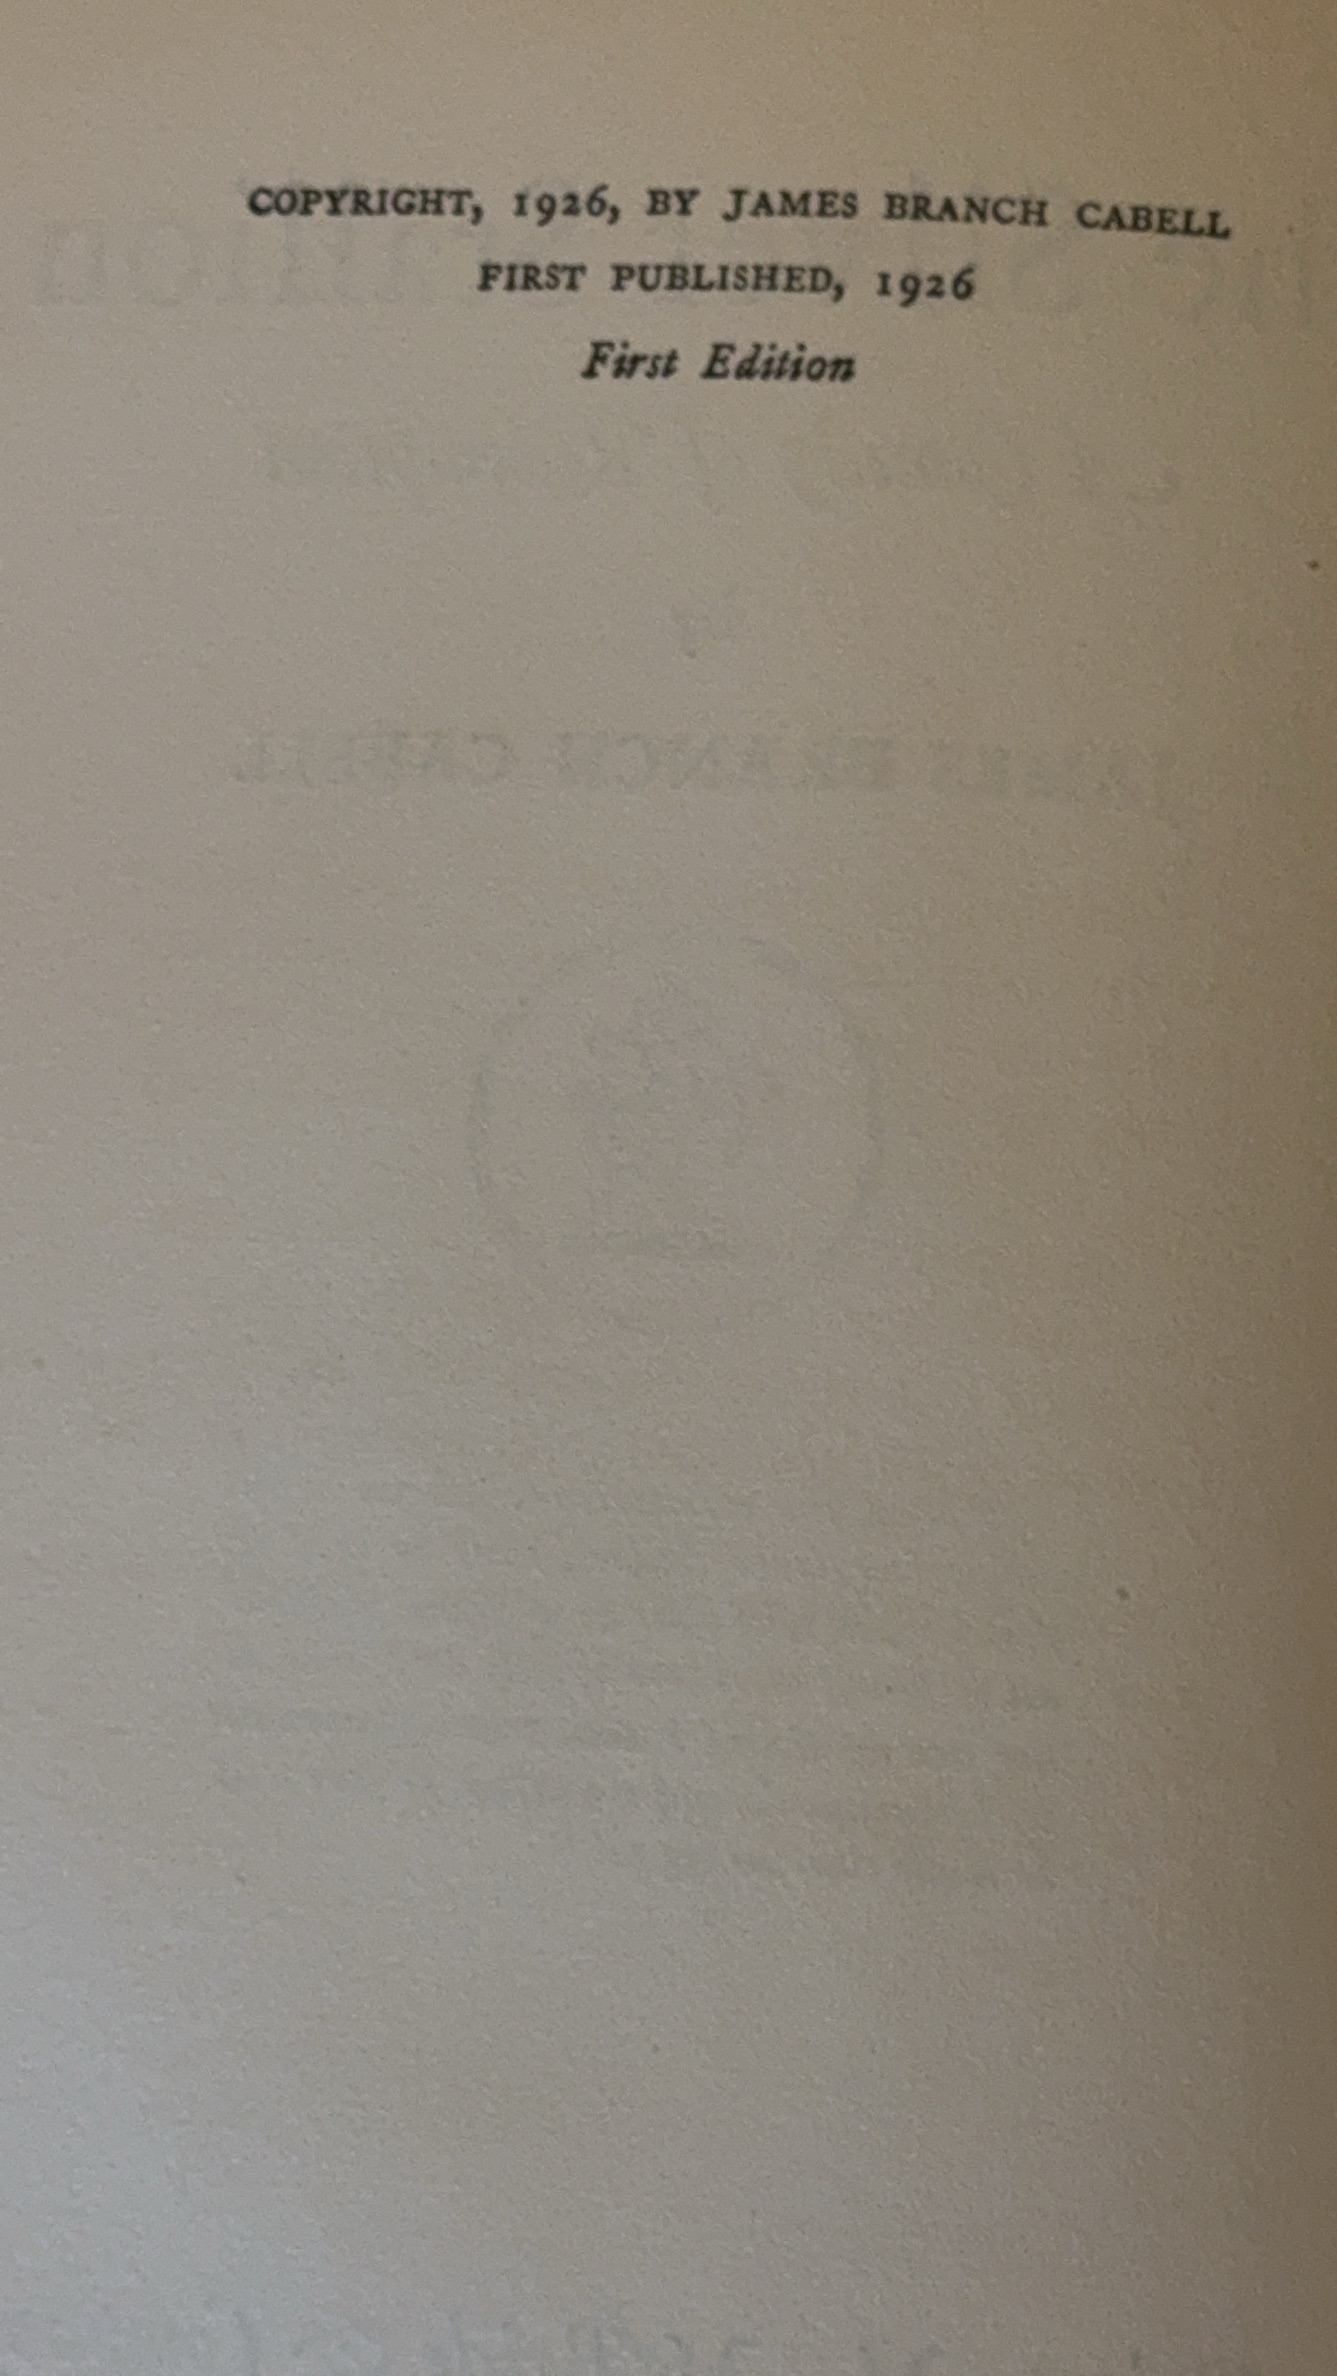 COPYRIGHT, 1926, BY JAMES BRANCH CABELL
FIRST PUBLISHED, 1926
First Edition